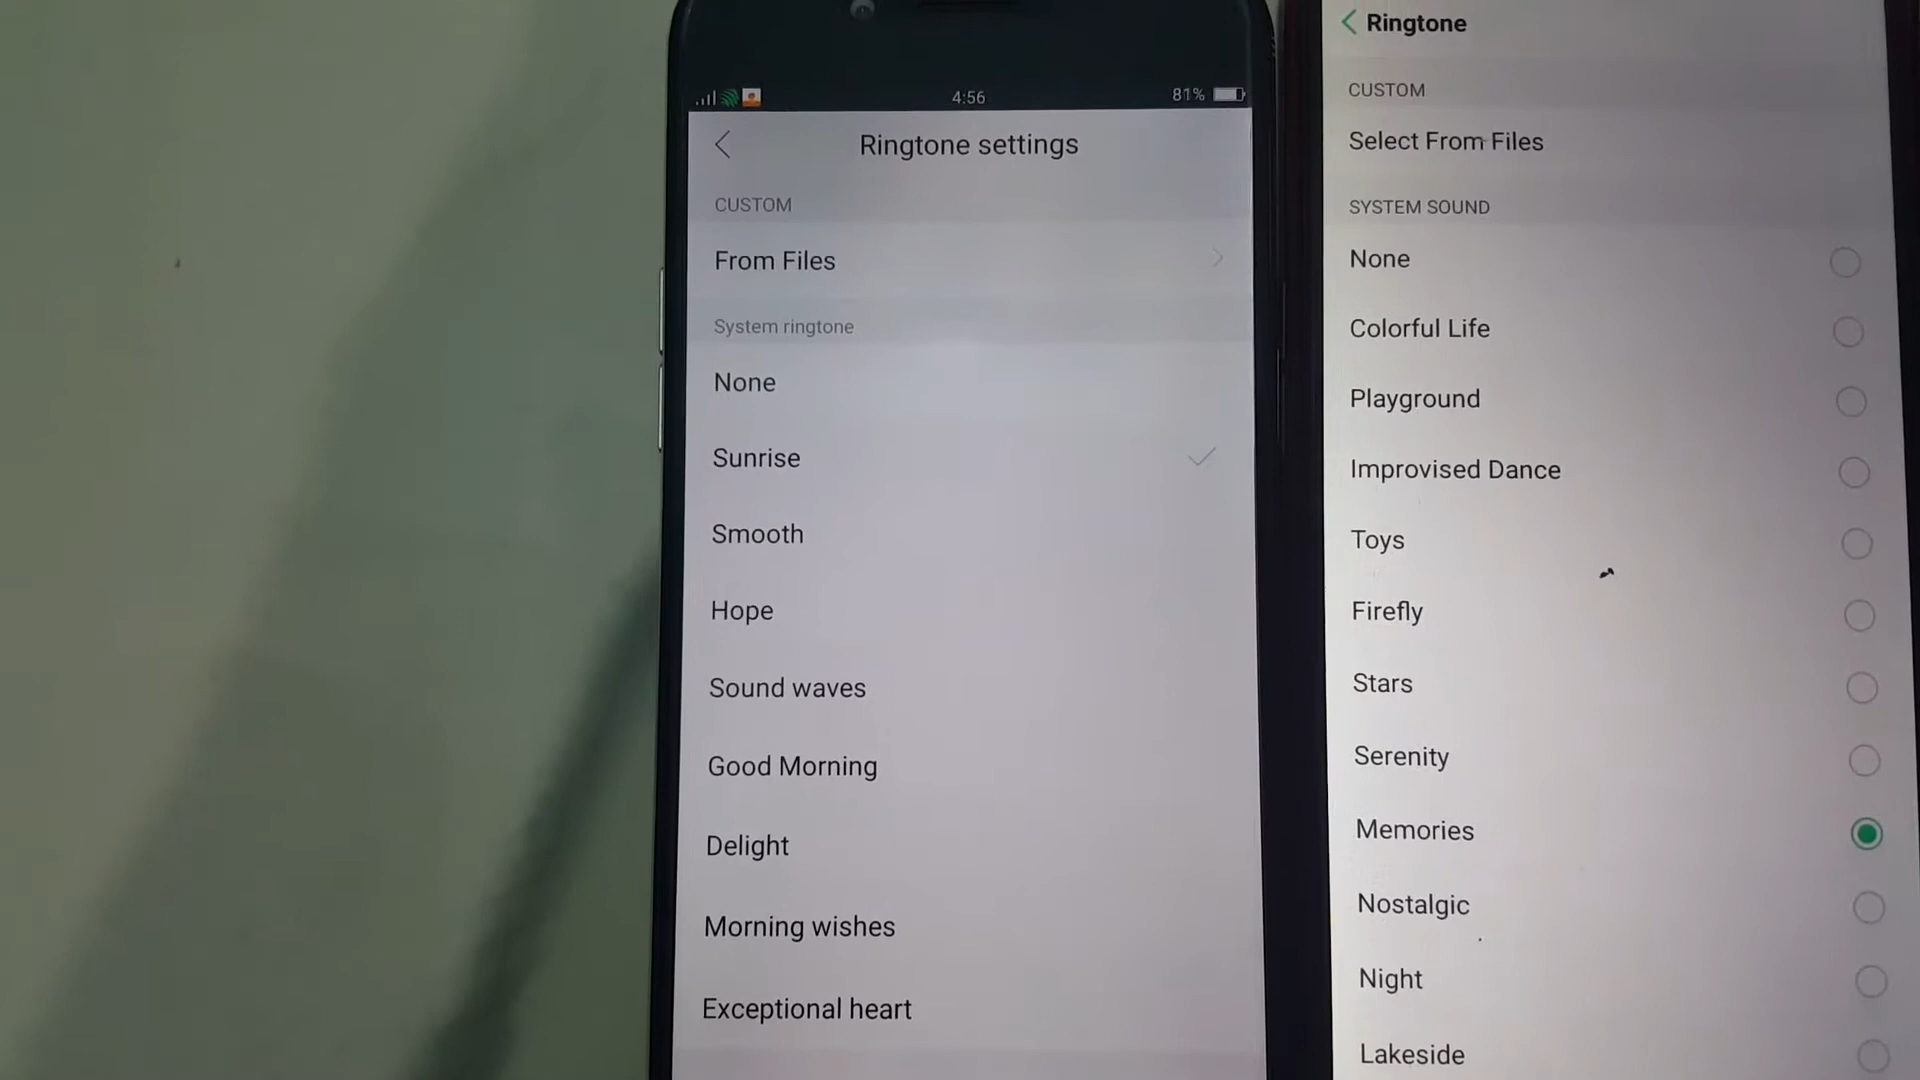 4:56
81%
Ringtone settings
CUSTOM
From Files
System ringtone
None
Sunrise
Smooth
Hope
Sound waves
Good Morning
Delight
Morning wishes
Exceptional heart
Ringtone
CUSTOM
Select From Files
SYSTEM SOUND
None
Colorful Life
Playground
Improvised Dance
Toys
Firefly
Stars
Serenity
Memories
Nostalgic
Night
Lakeside